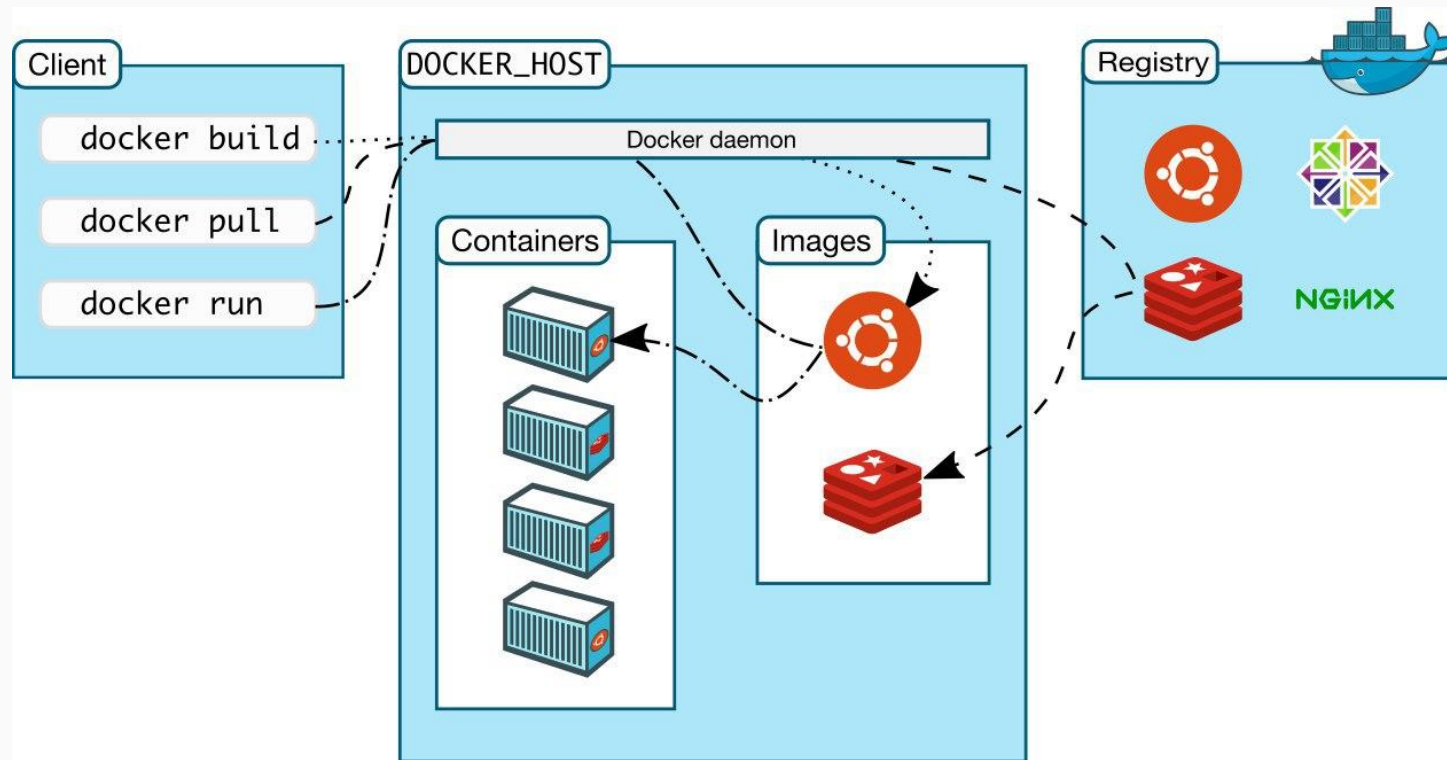 Client
docker build
docker pull
docker run
DOCKER_HOST
Docker daemon
Containers
Images
Registry
NGiNX